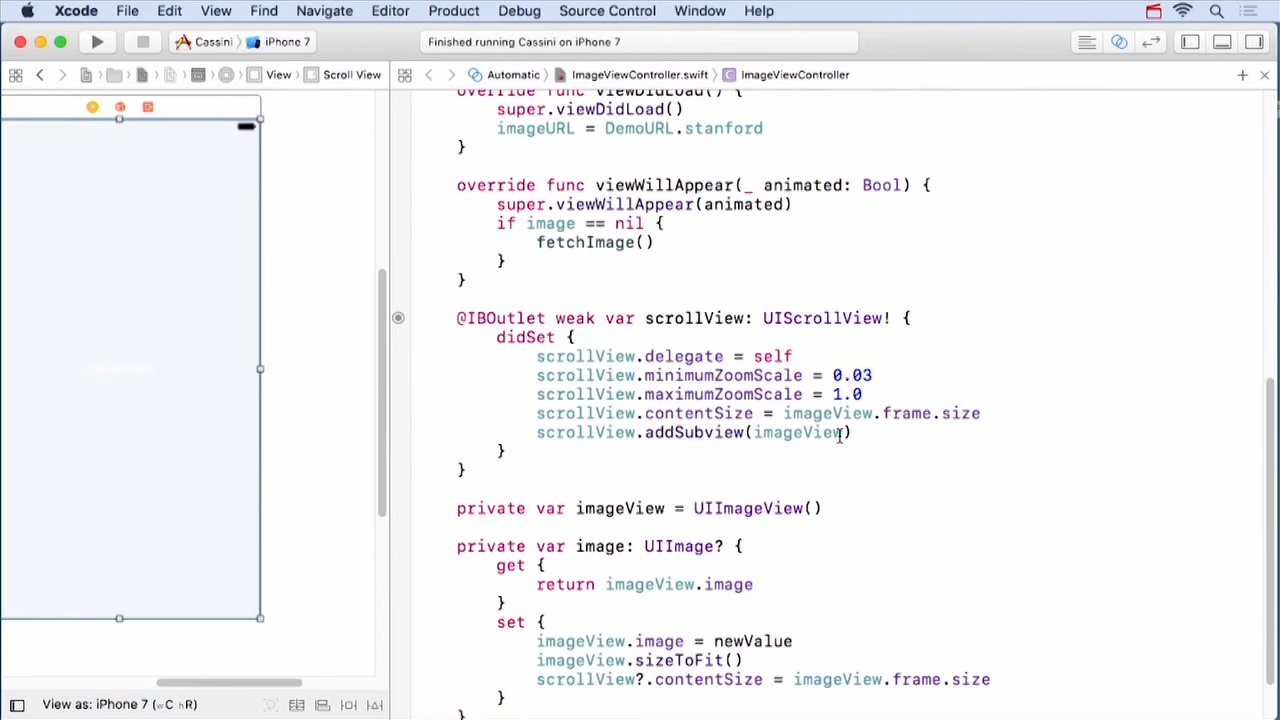 Xcode File Edit View Find Navigate Editor Product Debug Source Control Window Help
Cassini iPhone 7
Finished running Cassini on iPhone 7
View Scroll View
Automatic ImageViewController.swift ImageViewController
override func viewDidLoad() {
super.viewDidLoad()
imageURL = DemoURL.stanford
}
override func viewWillAppear(_ animated: Bool) {
super.viewWillAppear(animated)
if image == nil {
fetchImage()
}
}
@IBOutlet weak var scrollView: UIScrollView! {
didSet {
scrollView.delegate = self
scrollView.minimumZoomScale = 0.03
scrollView.maximumZoomScale = 1.0
scrollView.contentSize = imageView.frame.size
scrollView.addSubview(imageView)
}
}
private var imageView = UIImageView()
private var image: UIImage? {
get {
return imageView.image
}
set {
imageView.image = newValue
imageView.sizeToFit()
scrollView?.contentSize = imageView.frame.size
}
}
View as: iPhone 7 (wC hR)